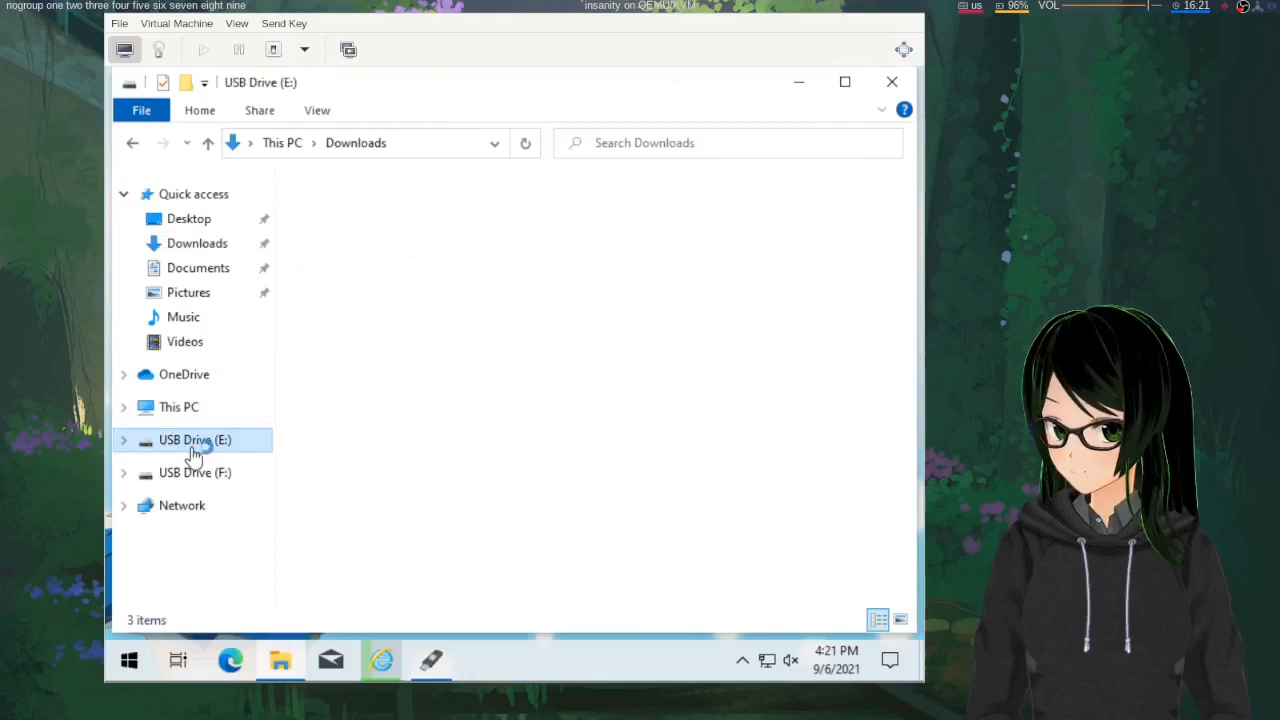 nogroup one two three four five six seven eight nine
*insanity on QEMU/KVM
us 96% VOL 16:21
File Virtual Machine View Send Key
USB Drive (E:)
File Home Share View
This PC Downloads
Search Downloads
Quick access
Desktop
Downloads
Documents
Pictures
Music
Videos
OneDrive
This PC
USB Drive (E:)
USB Drive (F:)
Network
3 items
4:21 PM
9/6/2021